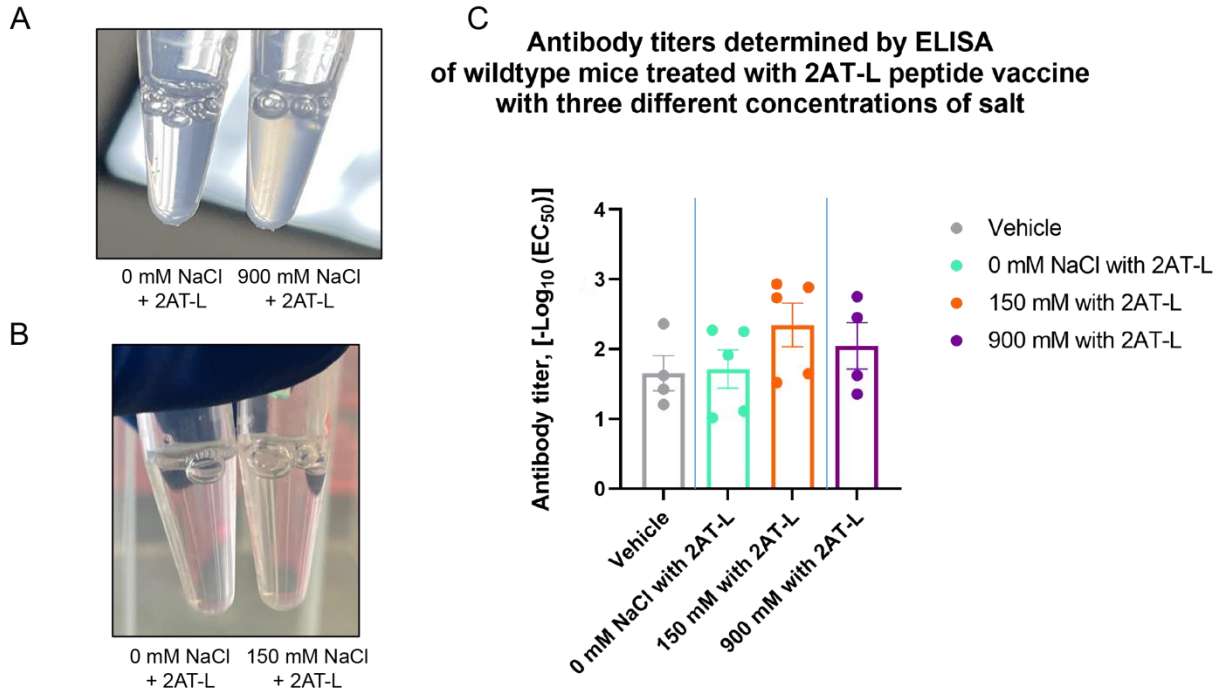 A
0 mM NaCl
+ 2AT-L
900 mM NaCl
+ 2AT-L
B
0 mM NaCl
+ 2AT-L
150 mM NaCl
+ 2AT-L
C
Antibody titers determined by ELISA
of wildtype mice treated with 2AT-L peptide vaccine
with three different concentrations of salt
Antibody titer, [-Log10 (EC50)]
4
3
2
1
0
Vehicle
0 mM NaCl with 2AT-L
150 mM with 2AT-L
900 mM with 2AT-L
Vehicle
0 mM NaCl with 2AT-L
150 mM with 2AT-L
900 mM with 2AT-L